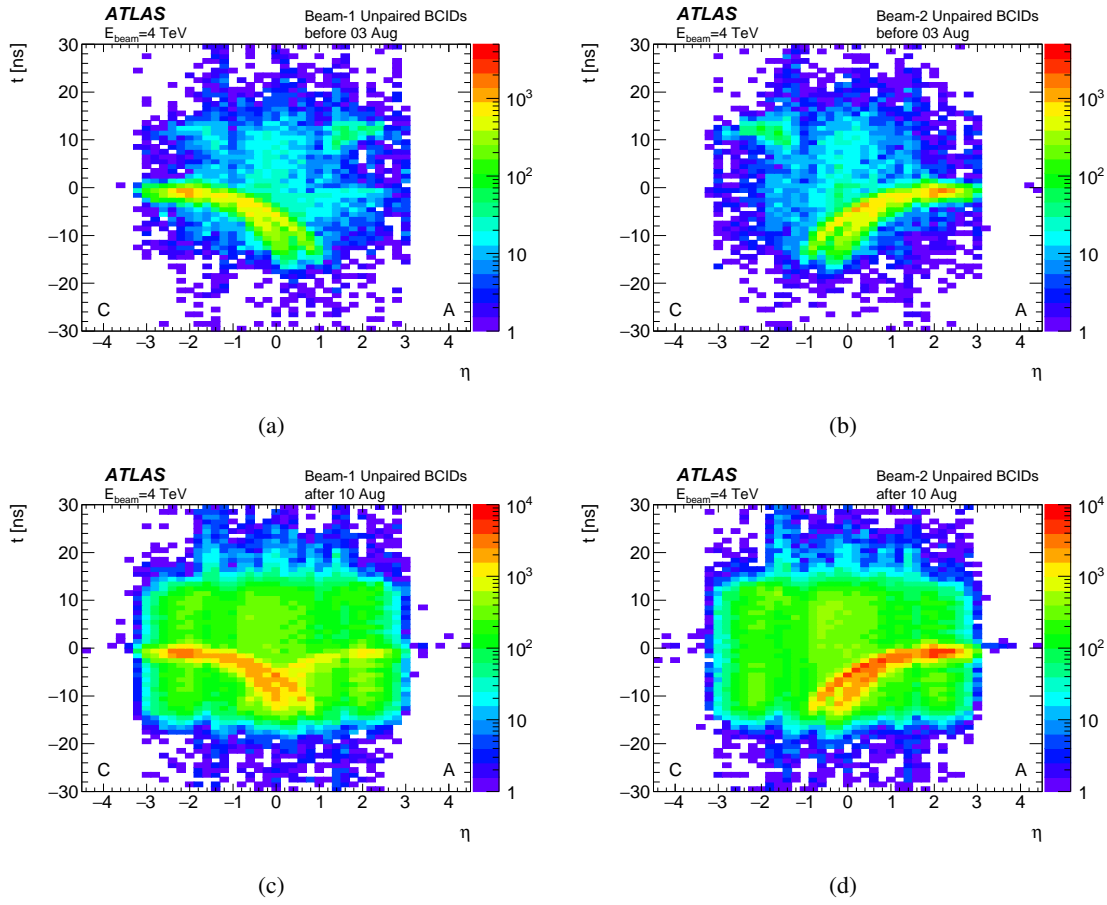 ATLAS Beam-1 Unpaired BCIDs
E_beam=4 TeV before 03 Aug
t [ns]
30
20
10
0
−10
−20
−30
C A
−4 −3 −2 −1 0 1 2 3 4
η
10^3
10^2
10
1
(a)
ATLAS Beam-2 Unpaired BCIDs
E_beam=4 TeV before 03 Aug
t [ns]
30
20
10
0
−10
−20
−30
C A
−4 −3 −2 −1 0 1 2 3 4
η
10^3
10^2
10
1
(b)
ATLAS Beam-1 Unpaired BCIDs
E_beam=4 TeV after 10 Aug
t [ns]
30
20
10
0
−10
−20
−30
C A
−4 −3 −2 −1 0 1 2 3 4
η
10^4
10^3
10^2
10
1
(c)
ATLAS Beam-2 Unpaired BCIDs
E_beam=4 TeV after 10 Aug
t [ns]
30
20
10
0
−10
−20
−30
C A
−4 −3 −2 −1 0 1 2 3 4
η
10^4
10^3
10^2
10
1
(d)